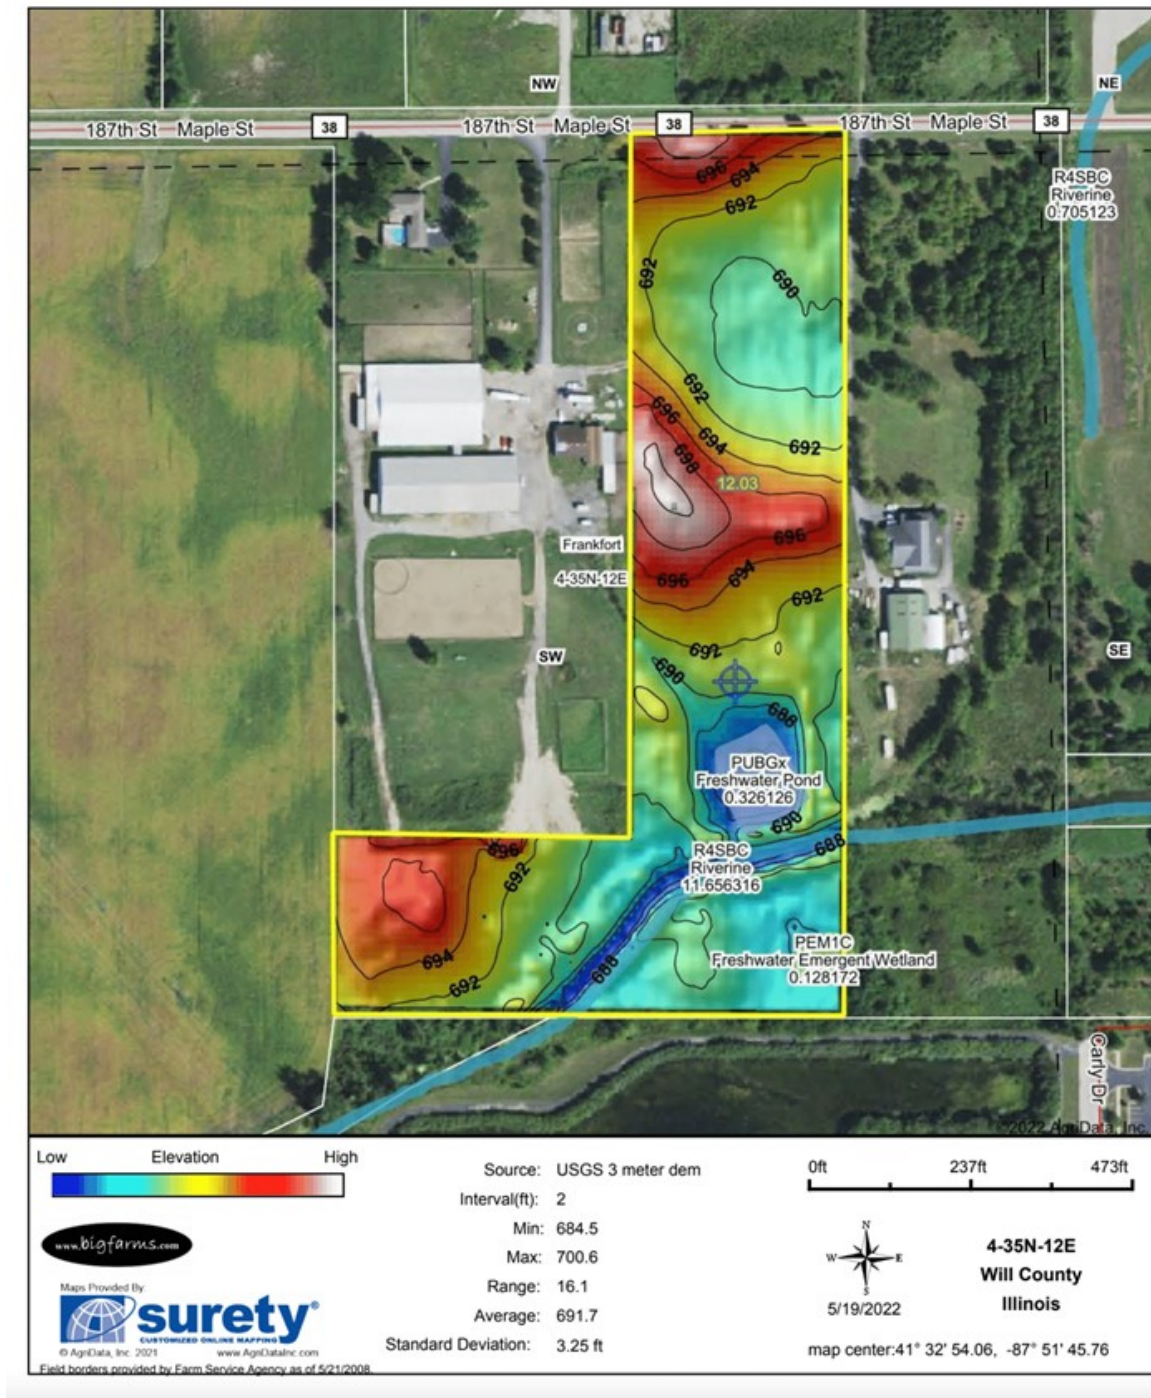 NW
NE
187th St Maple St
38
187th St Maple St
38
187th St Maple St
38
R4SBC
Riverine
0.705123
696
694
692
692
690
692
696
694
692
698
12.03
696
694
696
692
692
690
688
Frankfort
4-35N-12E
SW
SE
PUBGx
Freshwater Pond
0.326126
690
688
R4SBC
Riverine
11.656316
696
692
694
692
688
PEM1C
Freshwater Emergent Wetland
0.128172
Carly Dr
©2022 AgriData, Inc.
Low Elevation High
Source: USGS 3 meter dem
Interval(ft): 2
Min: 684.5
Max: 700.6
Range: 16.1
Average: 691.7
Standard Deviation: 3.25 ft
0ft 237ft 473ft
N
W E
S
5/19/2022
4-35N-12E
Will County
Illinois
map center:41° 32' 54.06, -87° 51' 45.76
www.bigfarms.com
Maps Provided By:
surety®
CUSTOMIZED ONLINE MAPPING
© AgriData, Inc. 2021 www.AgriDataInc.com
Field borders provided by Farm Service Agency as of 5/21/2008.